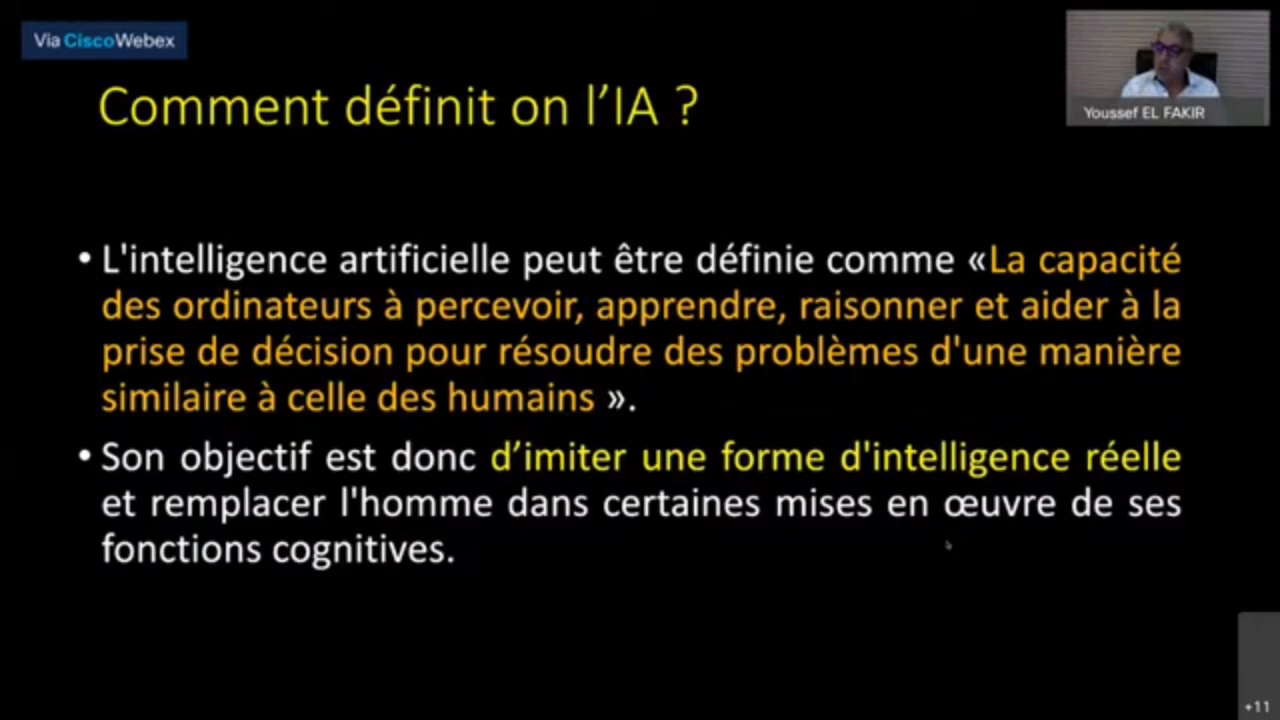 Via CiscoWebex
Comment définit on l’IA ?
Youssef EL FAKIR
• L'intelligence artificielle peut être définie comme «La capacité
des ordinateurs à percevoir, apprendre, raisonner et aider à la
prise de décision pour résoudre des problèmes d'une manière
similaire à celle des humains ».
• Son objectif est donc d’imiter une forme d'intelligence réelle
et remplacer l'homme dans certaines mises en œuvre de ses
fonctions cognitives.
+11